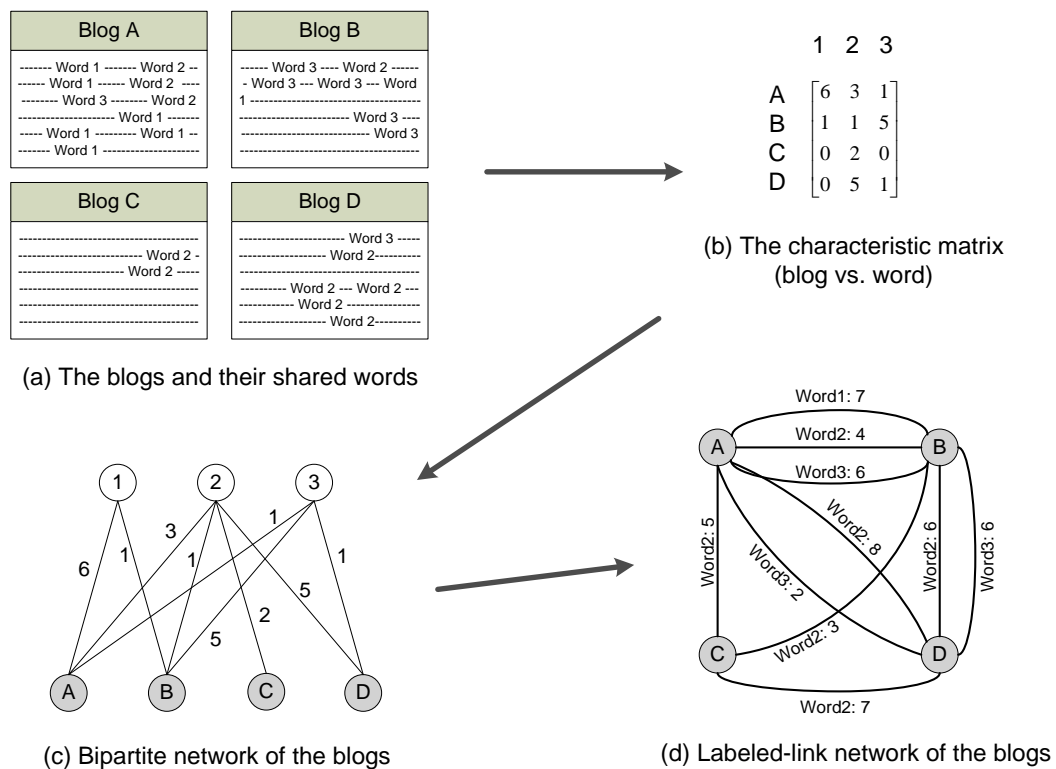 Blog A
------- Word 1 ------- Word 2 --
------ Word 1 ------ Word 2 ----
-------- Word 3 -------- Word 2
---------------------- Word 1 -------
----- Word 1 --------- Word 1 --
------- Word 1 --------------------
Blog B
------ Word 3 ---- Word 2 ------
- Word 3 --- Word 3 --- Word
1 -------------------------------------
------------------------ Word 3 ----
---------------------------- Word 3
-----------------------------------------
Blog C
---------------------------------------
---------------------------- Word 2 -
------------------------ Word 2 -----
---------------------------------------
---------------------------------------
---------------------------------------
Blog D
------------------------ Word 3 -----
-------------------- Word 2----------
---------------------------------------
---------- Word 2 --- Word 2 ---
------------ Word 2 ----------------
-------------------- Word 2----------
(a) The blogs and their shared words
1 2 3
A 6 3 1
B 1 1 5
C 0 2 0
D 0 5 1
(b) The characteristic matrix
(blog vs. word)
1 2 3
6 1 3 1 2 5 1 5 1
A B C D
(c) Bipartite network of the blogs
Word1: 7
A
Word2: 4
B
Word3: 6
Word2: 5
Word2: 8
Word3: 2
Word2: 6
Word3: 6
Word2: 3
C
D
Word2: 7
(d) Labeled-link network of the blogs